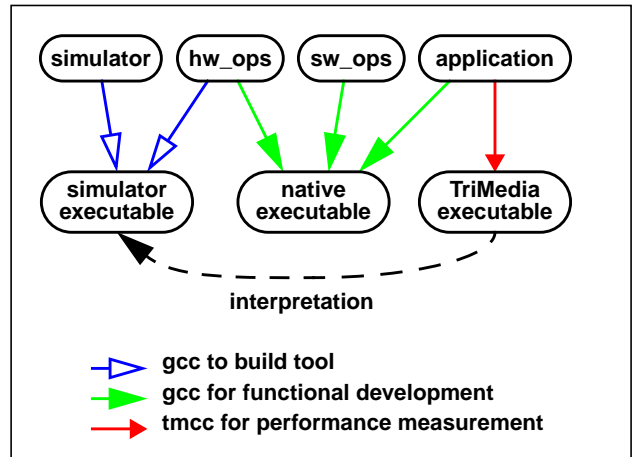 simulator
hw_ops
sw_ops
application
simulator
executable
native
executable
TriMedia
executable
interpretation
gcc to build tool
gcc for functional development
tmcc for performance measurement